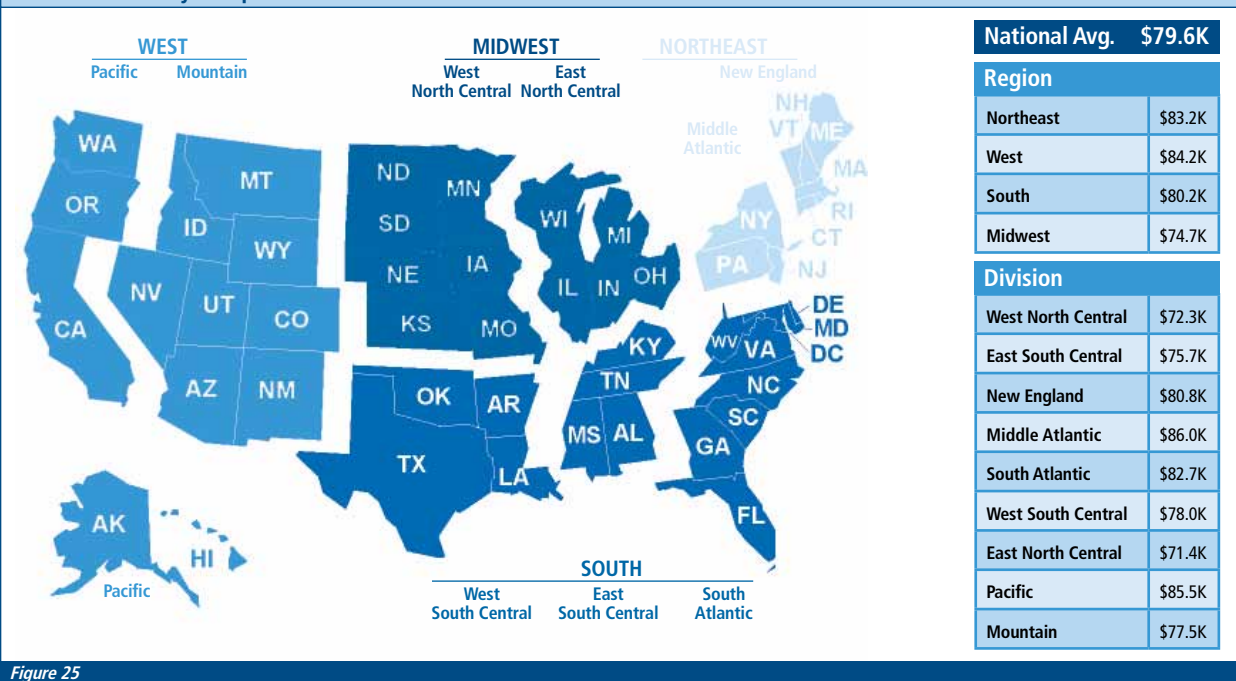 WEST
Pacific Mountain
MIDWEST
West East
North Central North Central
NORTHEAST
New England
Middle
Atlantic
WA
OR
CA
MT
ID
WY
NV
UT
CO
AZ
NM
ND
SD
NE
KS
MN
IA
MO
WI
MI
IL
IN
OH
NH
VT
ME
MA
RI
CT
NY
NJ
PA
DE
MD
DC
WV
VA
KY
TN
NC
SC
GA
FL
MS
AL
OK
AR
TX
LA
AK
HI
Pacific
SOUTH
West East South
South Central South Central Atlantic
National Avg. $79.6K
Region
Northeast $83.2K
West $84.2K
South $80.2K
Midwest $74.7K
Division
West North Central $72.3K
East South Central $75.7K
New England $80.8K
Middle Atlantic $86.0K
South Atlantic $82.7K
West South Central $78.0K
East North Central $71.4K
Pacific $85.5K
Mountain $77.5K
Figure 25